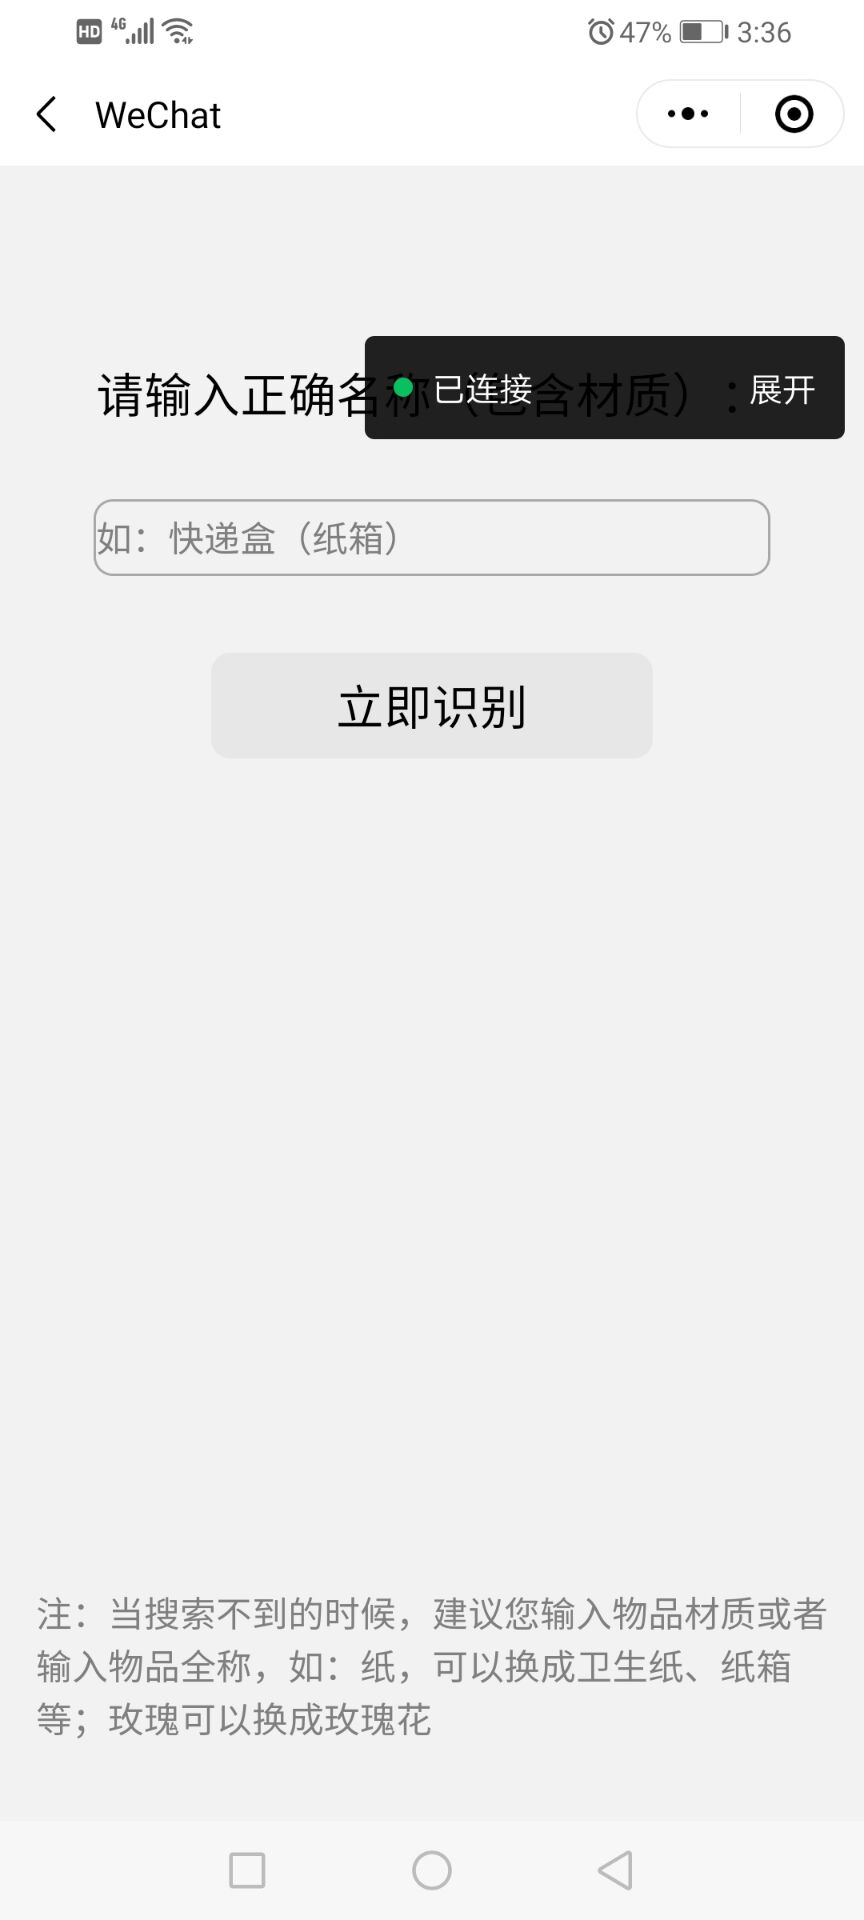 HD 4G 47% 3:36
WeChat
请输入正确名称（包含材质）：
已连接 展开
如：快递盒（纸箱）
立即识别
注：当搜索不到的时候，建议您输入物品材质或者
输入物品全称，如：纸，可以换成卫生纸、纸箱
等；玫瑰可以换成玫瑰花